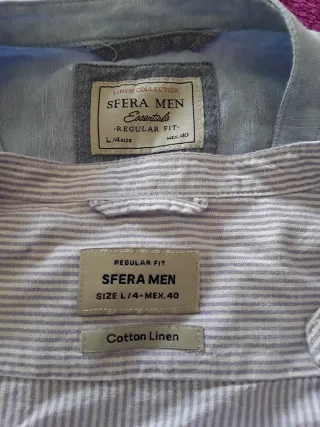 LINEN COLLECTION
SFERA MEN
Essentials
-REGULAR FIT-
L/4 SIZE MEX.40
REGULAR FIT
SFERA MEN
SIZE L/4-MEX.40
Cotton Linen